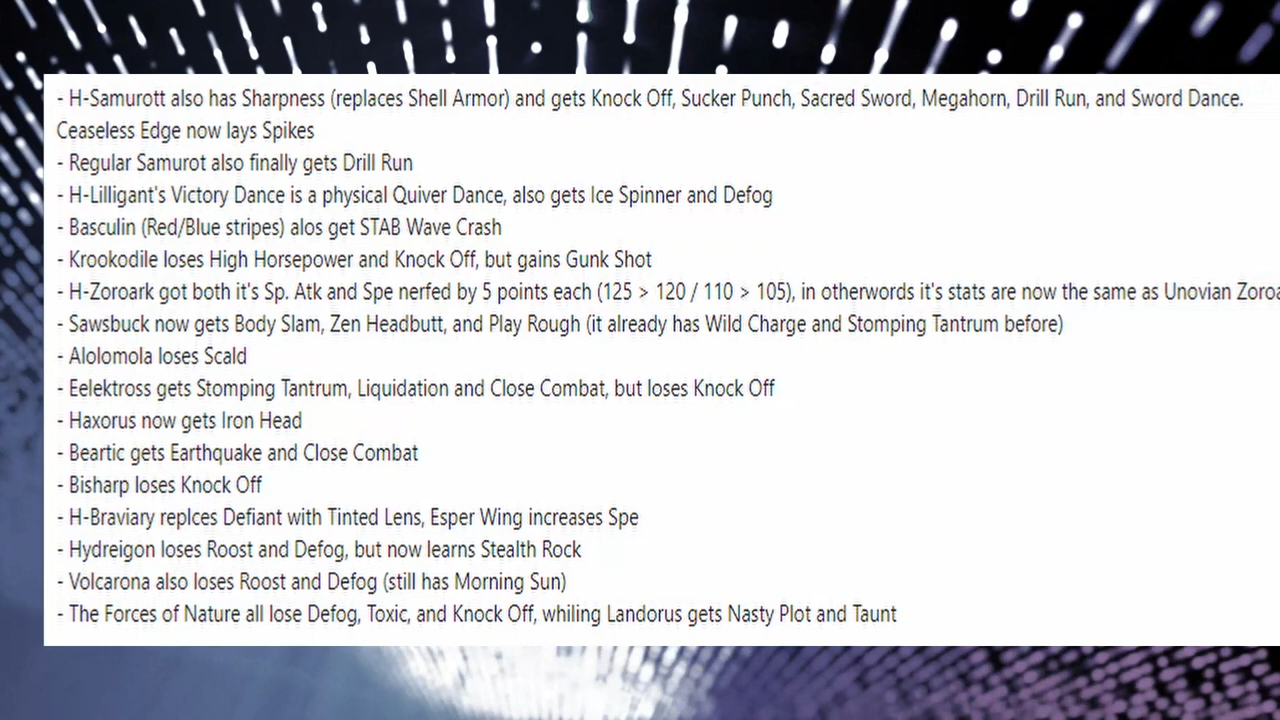 - H-Samurott also has Sharpness (replaces Shell Armor) and gets Knock Off, Sucker Punch, Sacred Sword, Megahorn, Drill Run, and Sword Dance.
Ceaseless Edge now lays Spikes
- Regular Samurot also finally gets Drill Run
- H-Lilligant's Victory Dance is a physical Quiver Dance, also gets Ice Spinner and Defog
- Basculin (Red/Blue stripes) alos get STAB Wave Crash
- Krookodile loses High Horsepower and Knock Off, but gains Gunk Shot
- H-Zoroark got both it's Sp. Atk and Spe nerfed by 5 points each (125 > 120 / 110 > 105), in otherwords it's stats are now the same as Unovian
- Sawsbuck now gets Body Slam, Zen Headbutt, and Play Rough (it already has Wild Charge and Stomping Tantrum before)
- Alolomola loses Scald
- Eelektross gets Stomping Tantrum, Liquidation and Close Combat, but loses Knock Off
- Haxorus now gets Iron Head
- Beartic gets Earthquake and Close Combat
- Bisharp loses Knock Off
- H-Braviary replces Defiant with Tinted Lens, Esper Wing increases Spe
- Hydreigon loses Roost and Defog, but now learns Stealth Rock
- Volcarona also loses Roost and Defog (still has Morning Sun)
- The Forces of Nature all lose Defog, Toxic, and Knock Off, whiling Landorus gets Nasty Plot and Taunt